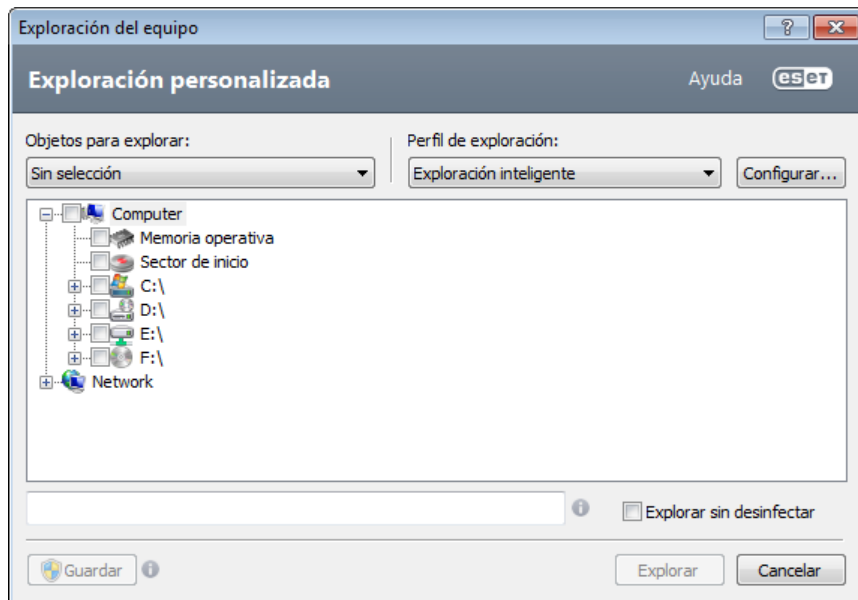 Exploración del equipo
Exploración personalizada
Ayuda
eset
Objetos para explorar:
Perfil de exploración:
Sin selección
Exploración inteligente
Configurar...
Computer
Memoria operativa
Sector de inicio
C:\
D:\
E:\
F:\
Network
Explorar sin desinfectar
Guardar
Explorar
Cancelar